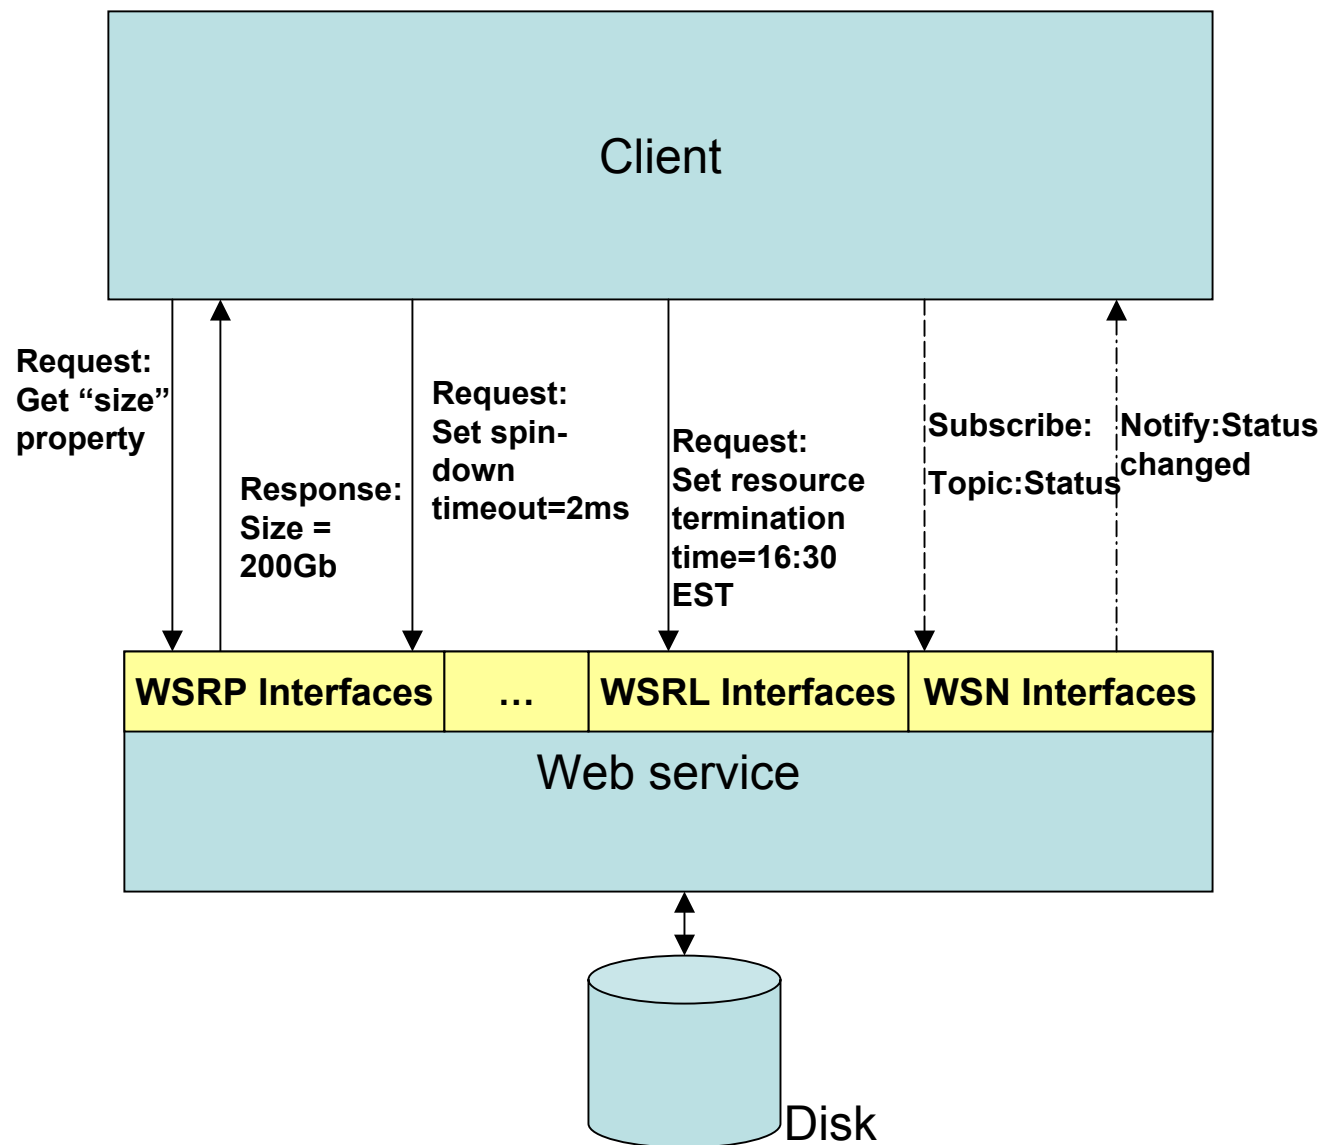 Client
Request:
Get “size”
property
Response:
Size =
200Gb
Request:
Set spin-
down
timeout=2ms
Request:
Set resource
termination
time=16:30
EST
Subscribe:
Topic:Status
Notify:Status
changed
WSRP Interfaces
...
WSRL Interfaces
WSN Interfaces
Web service
Disk